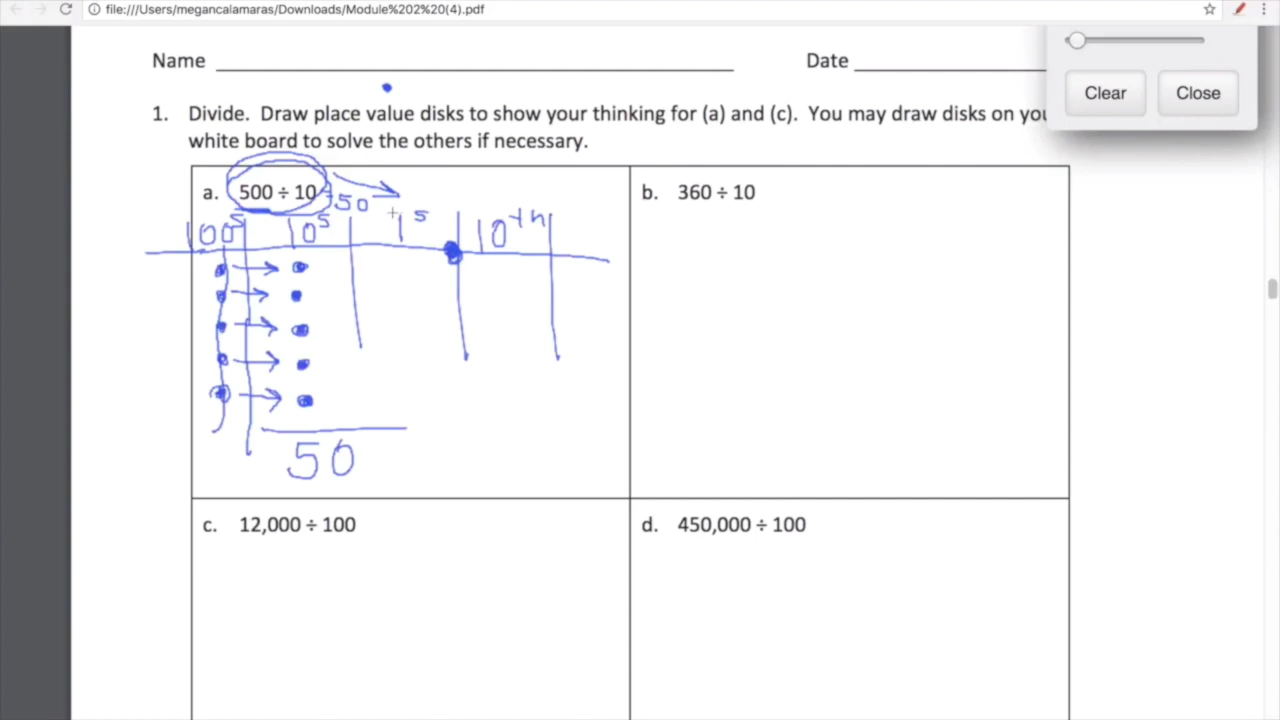 file:///Users/megancalamaras/Downloads/Module%202%20(4).pdf
Clear Close
Name Date
1. Divide. Draw place value disks to show your thinking for (a) and (c). You may draw disks on you
white board to solve the others if necessary.
a. 500 ÷ 10 = 50
100s 10s 1s 10th
50
b. 360 ÷ 10
c. 12,000 ÷ 100
d. 450,000 ÷ 100